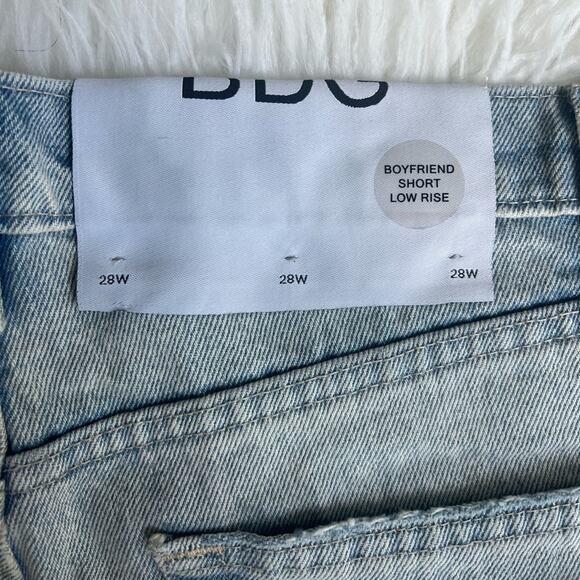 BDG
BOYFRIEND
SHORT
LOW RISE
28W 28W 28W